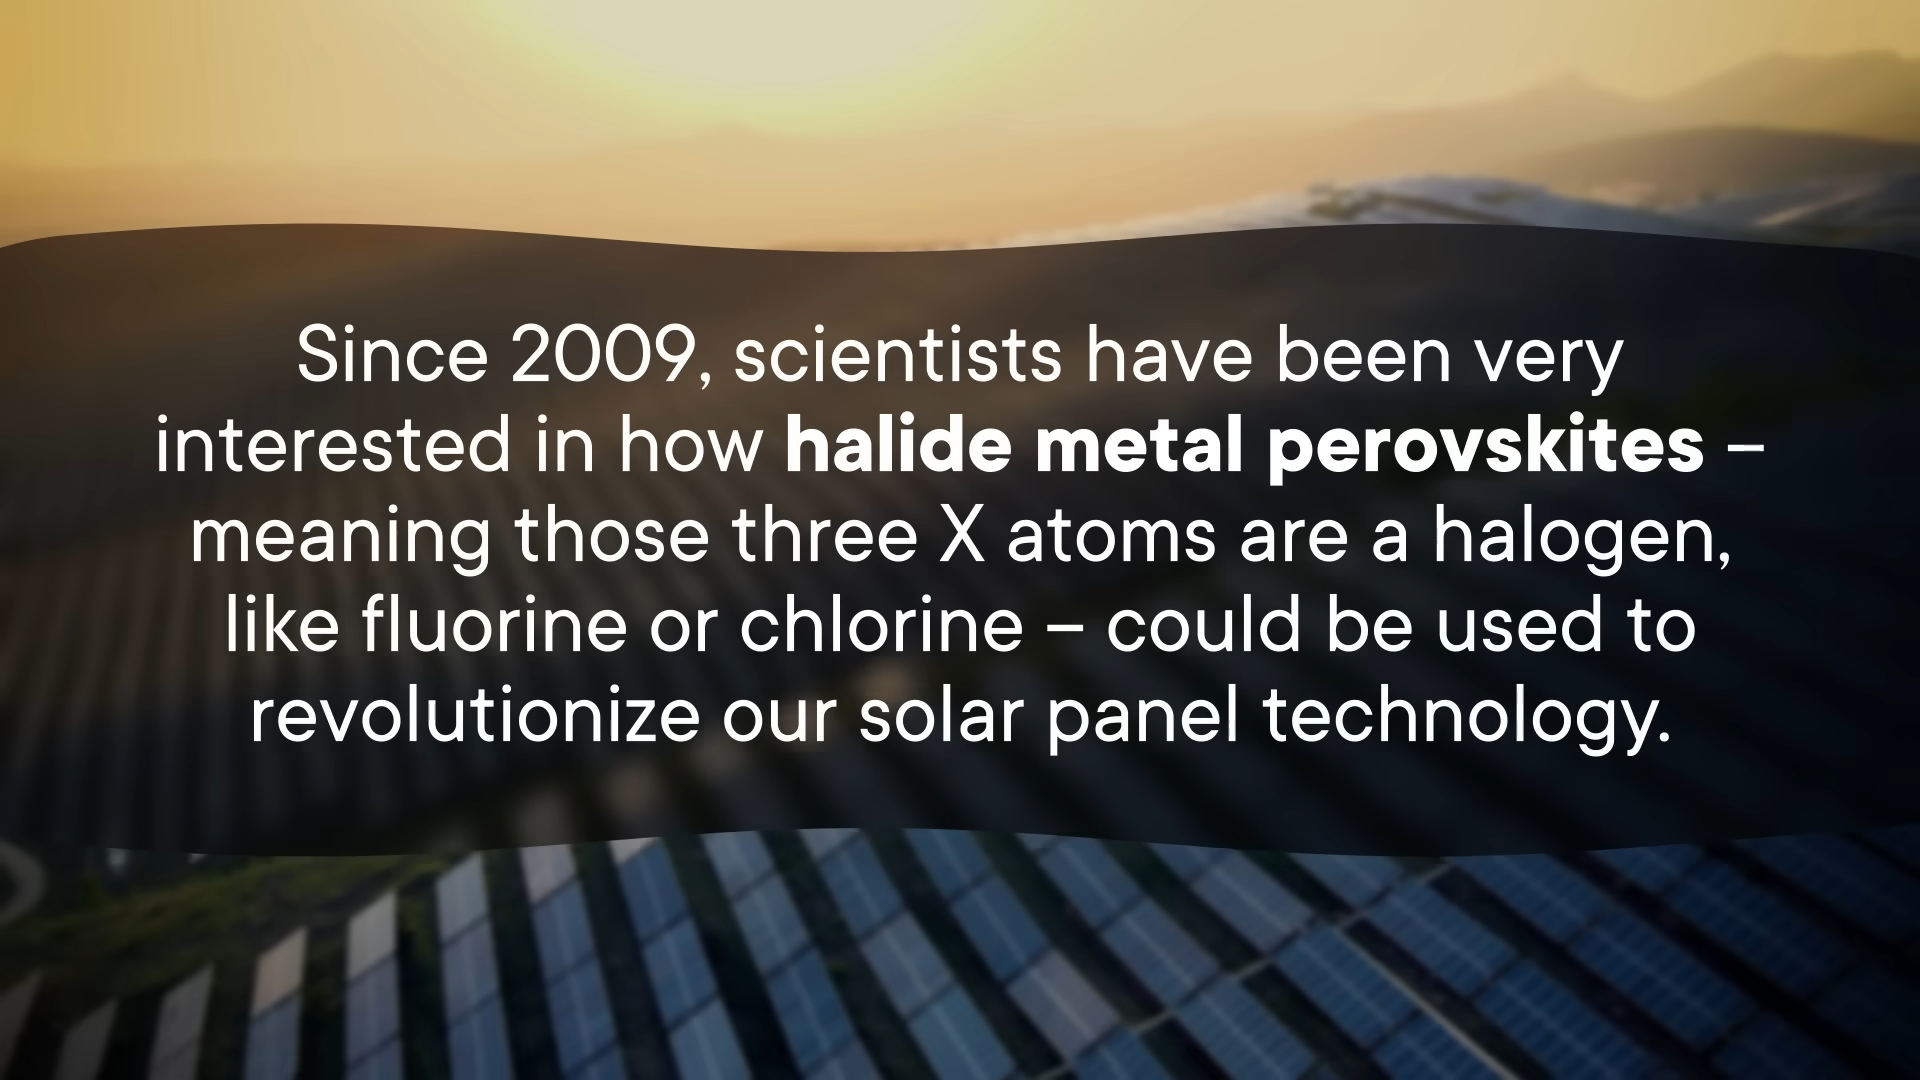 Since 2009, scientists have been very
interested in how halide metal perovskites –
meaning those three X atoms are a halogen,
like fluorine or chlorine – could be used to
revolutionize our solar panel technology.